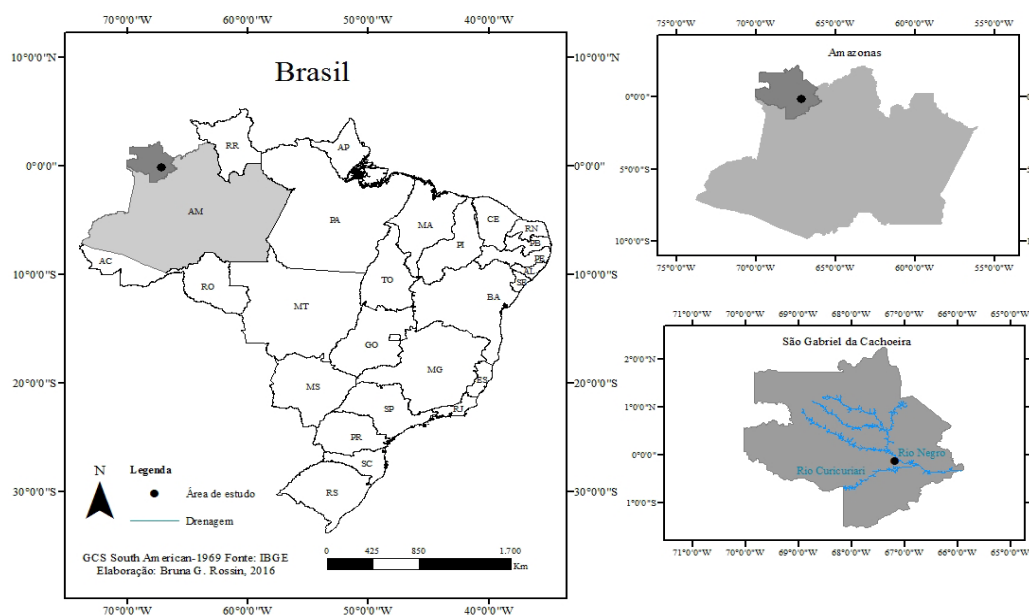 70°0'0"W 60°0'0"W 50°0'0"W 40°0'0"W
10°0'0"N 10°0'0"N
Brasil
RR
AP
0°0'0" 0°0'0"
AM
PA
MA
CE
RN
PB
PE
AL
SE
PI
AC
TO
10°0'0"S 10°0'0"S
RO
BA
MT
GO
MG
ES
MS
20°0'0"S 20°0'0"S
SP
RJ
PR
SC
RS
N
Legenda
Área de estudo
Drenagem
30°0'0"S 30°0'0"S
GCS South American-1969 Fonte: IBGE
Elaboração: Bruna G. Rossin, 2016
0 425 850 1.700
Km
70°0'0"W 60°0'0"W 50°0'0"W 40°0'0"W
75°0'0"W 70°0'0"W 65°0'0"W 60°0'0"W 55°0'0"W
Amazonas
0°0'0"
5°0'0"S
10°0'0"S
75°0'0"W 70°0'0"W 65°0'0"W 60°0'0"W 55°0'0"W
71°0'0"W 70°0'0"W 69°0'0"W 68°0'0"W 67°0'0"W 66°0'0"W 65°0'0"W
São Gabriel da Cachoeira
2°0'0"N
1°0'0"N
0°0'0"
Rio Negro
Rio Curicuriari
1°0'0"S
71°0'0"W 70°0'0"W 69°0'0"W 68°0'0"W 67°0'0"W 66°0'0"W 65°0'0"W